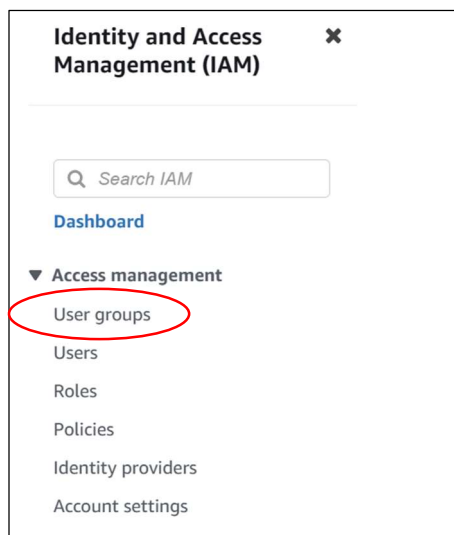 Identity and Access
Management (IAM)
Search IAM
Dashboard
Access management
User groups
Users
Roles
Policies
Identity providers
Account settings